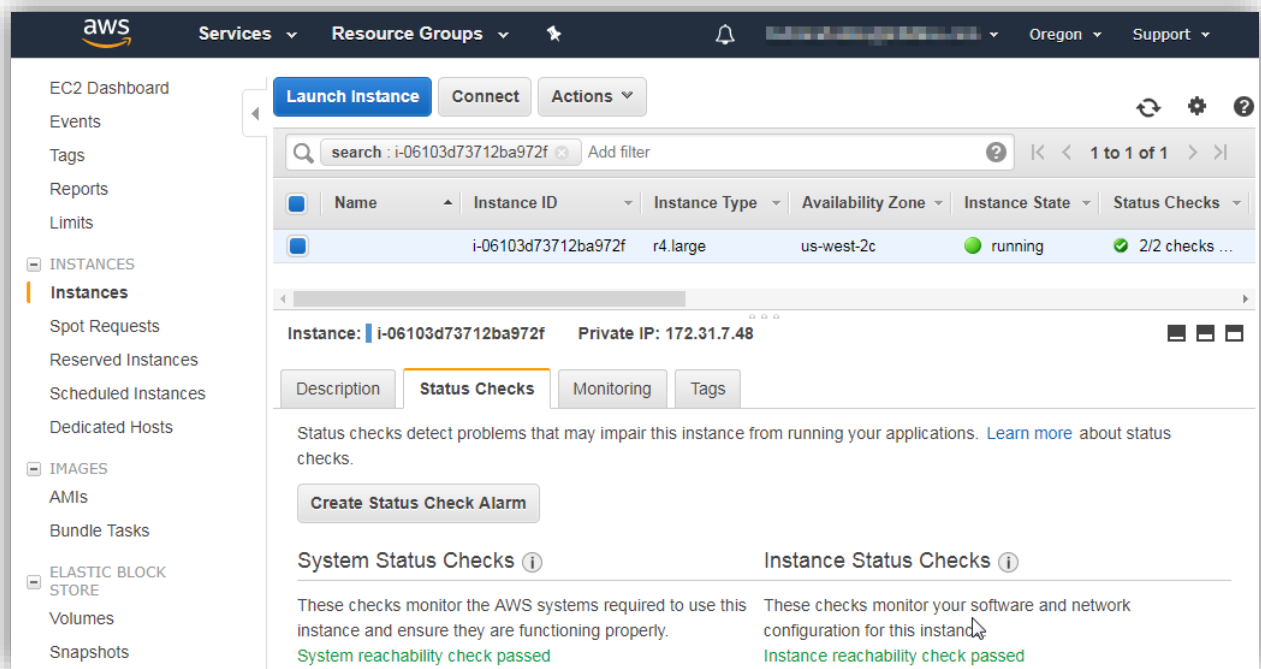 aws Services Resource Groups Oregon Support
EC2 Dashboard
Events
Tags
Reports
Limits
INSTANCES
Instances
Spot Requests
Reserved Instances
Scheduled Instances
Dedicated Hosts
IMAGES
AMIs
Bundle Tasks
ELASTIC BLOCK
STORE
Volumes
Snapshots
Launch Instance Connect Actions
search : i-06103d73712ba972f Add filter 1 to 1 of 1
Name Instance ID Instance Type Availability Zone Instance State Status Checks
i-06103d73712ba972f r4.large us-west-2c running 2/2 checks ...
Instance: i-06103d73712ba972f Private IP: 172.31.7.48
Description Status Checks Monitoring Tags
Status checks detect problems that may impair this instance from running your applications. Learn more about status
checks.
Create Status Check Alarm
System Status Checks
These checks monitor the AWS systems required to use this
instance and ensure they are functioning properly.
System reachability check passed
Instance Status Checks
These checks monitor your software and network
configuration for this instance
Instance reachability check passed